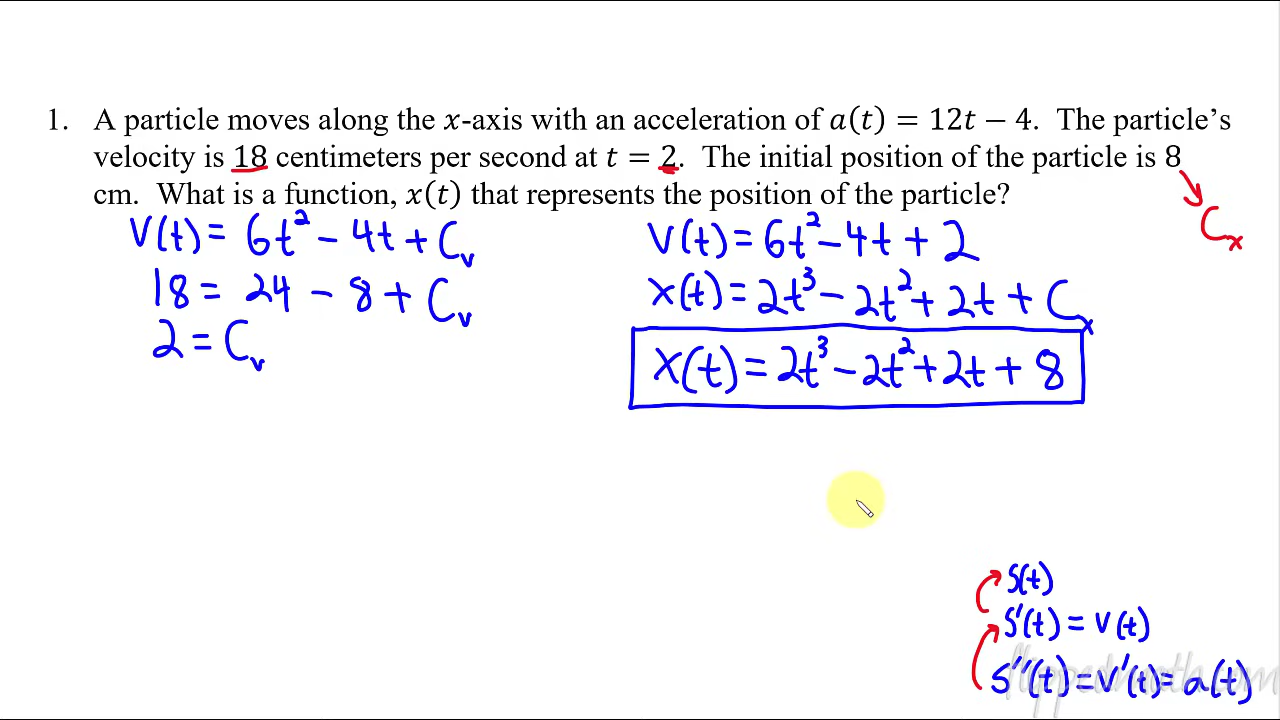 1. A particle moves along the x-axis with an acceleration of a(t) = 12t − 4. The particle's
velocity is 18 centimeters per second at t = 2. The initial position of the particle is 8
cm. What is a function, x(t) that represents the position of the particle?
Cₓ
V(t) = 6t² − 4t + Cᵥ
18 = 24 − 8 + Cᵥ
2 = Cᵥ
V(t) = 6t² − 4t + 2
x(t) = 2t³ − 2t² + 2t + Cₓ
x(t) = 2t³ − 2t² + 2t + 8
S(t)
S'(t) = V(t)
S''(t) = V'(t) = a(t)
flippedmath.com